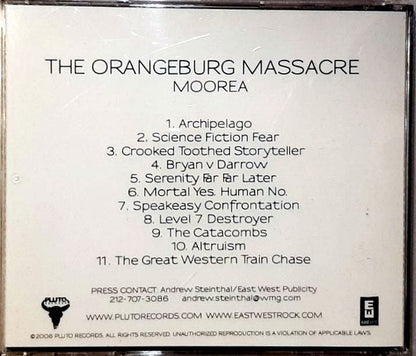 THE ORANGEBURG MASSACRE
MOOREA
1. Archipelago
2. Science Fiction Fear
3. Crooked Toothed Storyteller
4. Bryan v Darrow
5. Serenity Far Far Later
6. Mortal Yes. Human No.
7. Speakeasy Confrontation
8. Level 7 Destroyer
9. The Catacombs
10. Altruism
11. The Great Western Train Chase
PRESS CONTACT: Andrew Steinthal/East West Publicity
212-707-3086 andrew.steinthal@wmg.com
WWW.PLUTORECORDS.COM WWW.EASTWESTROCK.COM
PLUTO
©2006 PLUTO RECORDS. ALL RIGHTS RESERVED. UNAUTHORIZED REPRODUCTION IS A VIOLATION OF APPLICABLE LAWS.